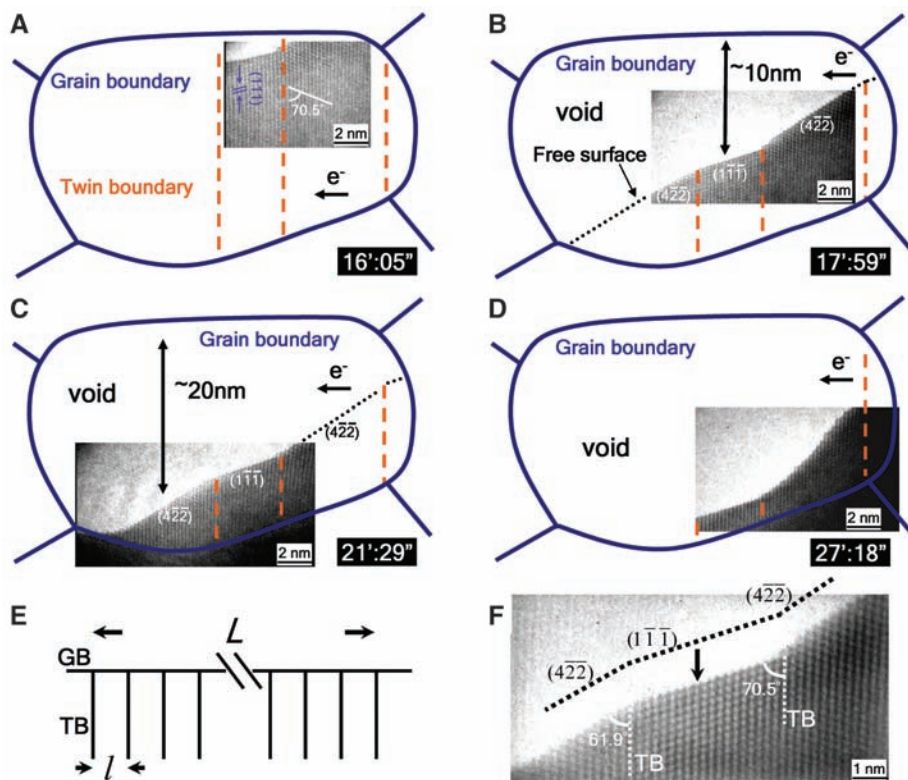 A
Grain boundary
(111̄)
70.5°
2 nm
Twin boundary
e-
16':05"
B
Grain boundary
~10nm
e-
void
(42̄2̄)
Free surface
(11̄1̄)
(42̄2̄)
2 nm
17':59"
C
Grain boundary
e-
void
~20nm
(42̄2̄)
(11̄1̄)
(42̄2̄)
2 nm
21':29"
D
Grain boundary
e-
void
2 nm
27':18"
E
L
GB
TB
l
F
(42̄2̄)
(11̄1̄)
(42̄2̄)
70.5°
61.9°
TB
TB
1 nm